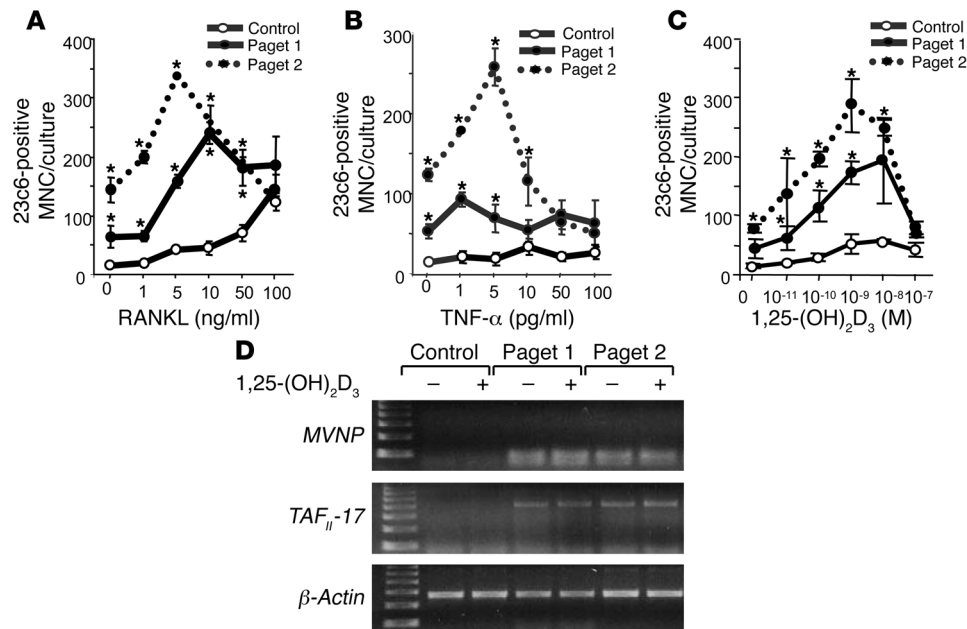 A
Control
Paget 1
Paget 2
400
300
200
100
0
23c6-positive
MNC/culture
* * * * * * * * * *
0 1 5 10 50 100
RANKL (ng/ml)
B
Control
Paget 1
Paget 2
300
200
100
0
23c6-positive
MNC/culture
* * * * * * *
0 1 5 10 50 100
TNF-α (pg/ml)
C
Control
Paget 1
Paget 2
400
300
200
100
0
23c6-positive
MNC/culture
* * * * * * * *
0 10⁻¹¹ 10⁻¹⁰ 10⁻⁹ 10⁻⁸ 10⁻⁷
1,25-(OH)₂D₃ (M)
D
Control Paget 1 Paget 2
1,25-(OH)₂D₃ – + – + – +
MVNP
TAF_II-17
β-Actin